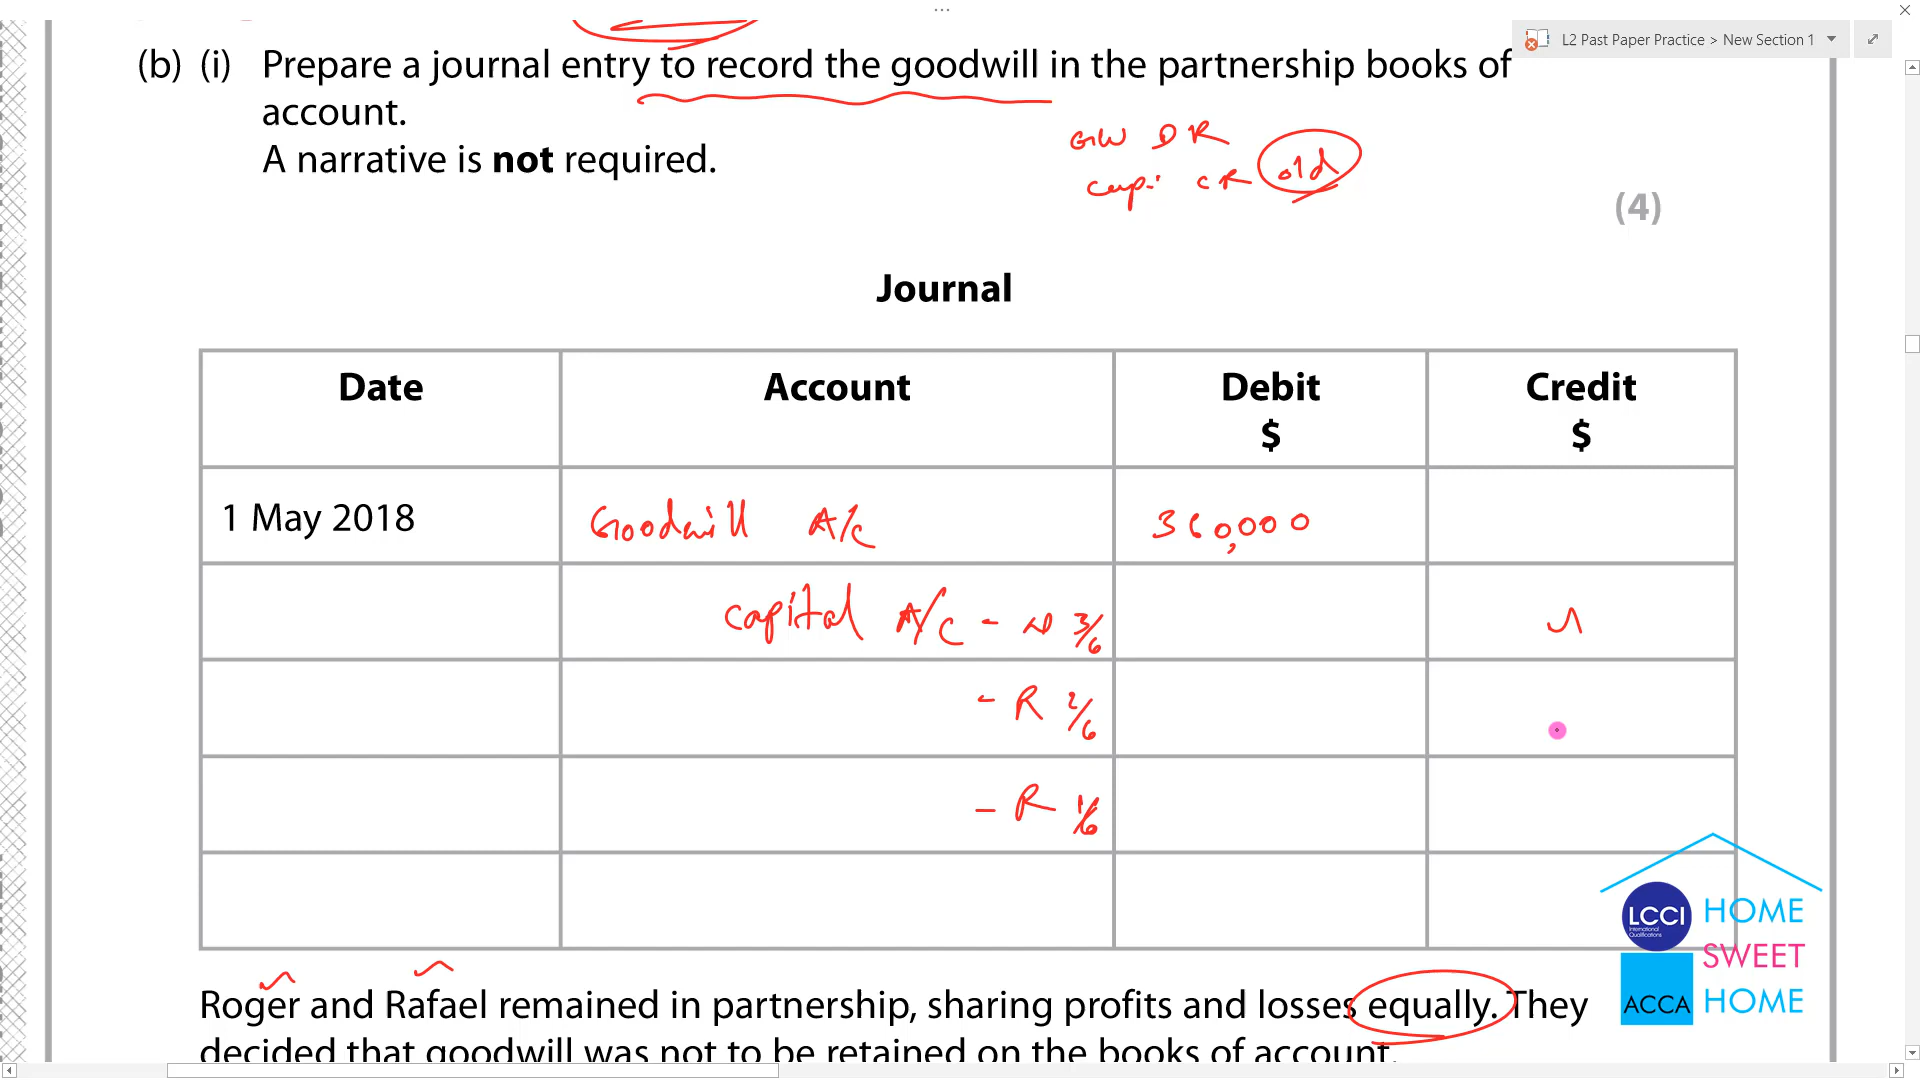 L2 Past Paper Practice > New Section 1
(b) (i) Prepare a journal entry to record the goodwill in the partnership books of
account.
A narrative is not required.
GW DR
cap. CR old
(4)
Journal
Date Account Debit Credit
$ $
1 May 2018 Goodwill A/c 360,000
capital A/C - N 3/6
- R 2/6
- R 1/6
LCCI
International
Qualifications
HOME
SWEET
ACCA HOME
Roger and Rafael remained in partnership, sharing profits and losses equally. They
decided that goodwill was not to be retained on the books of account.